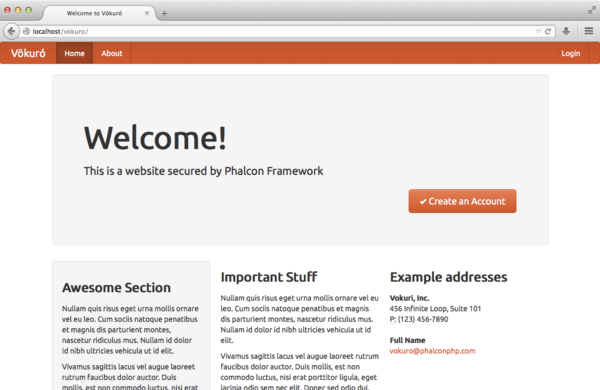 Welcome to Vökuró
localhost/vokuro/
Vökuró
Home
About
Login
Welcome!
This is a website secured by Phalcon Framework
Create an Account
Awesome Section
Nullam quis risus eget urna mollis ornare
vel eu leo. Cum sociis natoque penatibus
et magnis dis parturient montes,
nascetur ridiculus mus. Nullam id dolor
id nibh ultricies vehicula ut id elit.
Vivamus sagittis lacus vel augue laoreet
rutrum faucibus dolor auctor. Duis
mollis, est non commodo luctus, nisi
Important Stuff
Nullam quis risus eget urna mollis ornare vel eu
leo. Cum sociis natoque penatibus et magnis dis
parturient montes, nascetur ridiculus mus.
Nullam id dolor id nibh ultricies vehicula ut id
elit.
Vivamus sagittis lacus vel augue laoreet rutrum
faucibus dolor auctor. Duis mollis, est non
commodo luctus, nisi erat porttitor ligula, eget
lacinia odio sem nec elit. Donec sed odio dui.
Example addresses
Vokuri, Inc.
456 Infinite Loop, Suite 101
P: (123) 456-7890
Full Name
vokuro@phalconphp.com